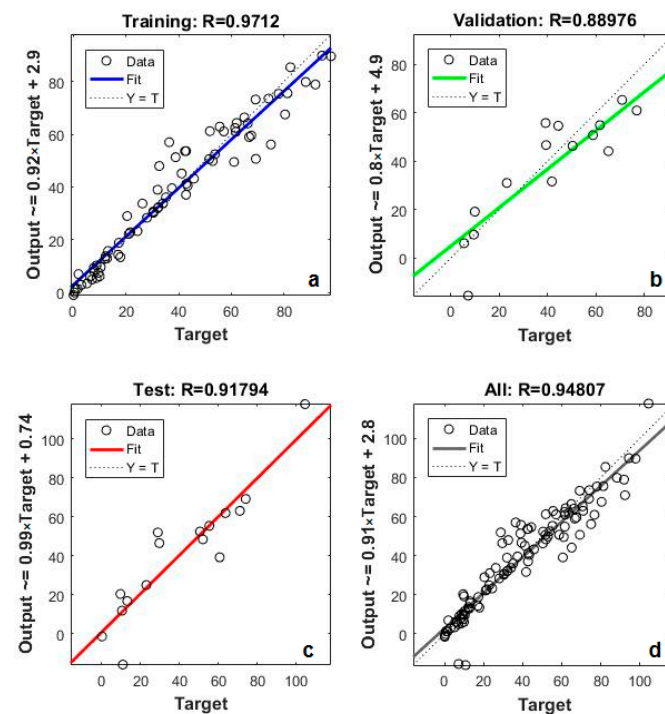 Training: R=0.9712
Output ~= 0.92×Target + 2.9
80
60
40
20
0
Data
Fit
Y = T
a
0 20 40 60 80
Target
Validation: R=0.88976
Output ~= 0.8×Target + 4.9
80
60
40
20
0
Data
Fit
Y = T
b
0 20 40 60 80
Target
Test: R=0.91794
Output ~= 0.99×Target + 0.74
100
80
60
40
20
0
Data
Fit
Y = T
c
0 20 40 60 80 100
Target
All: R=0.94807
Output ~= 0.91×Target + 2.8
100
80
60
40
20
0
Data
Fit
Y = T
d
0 20 40 60 80 100
Target